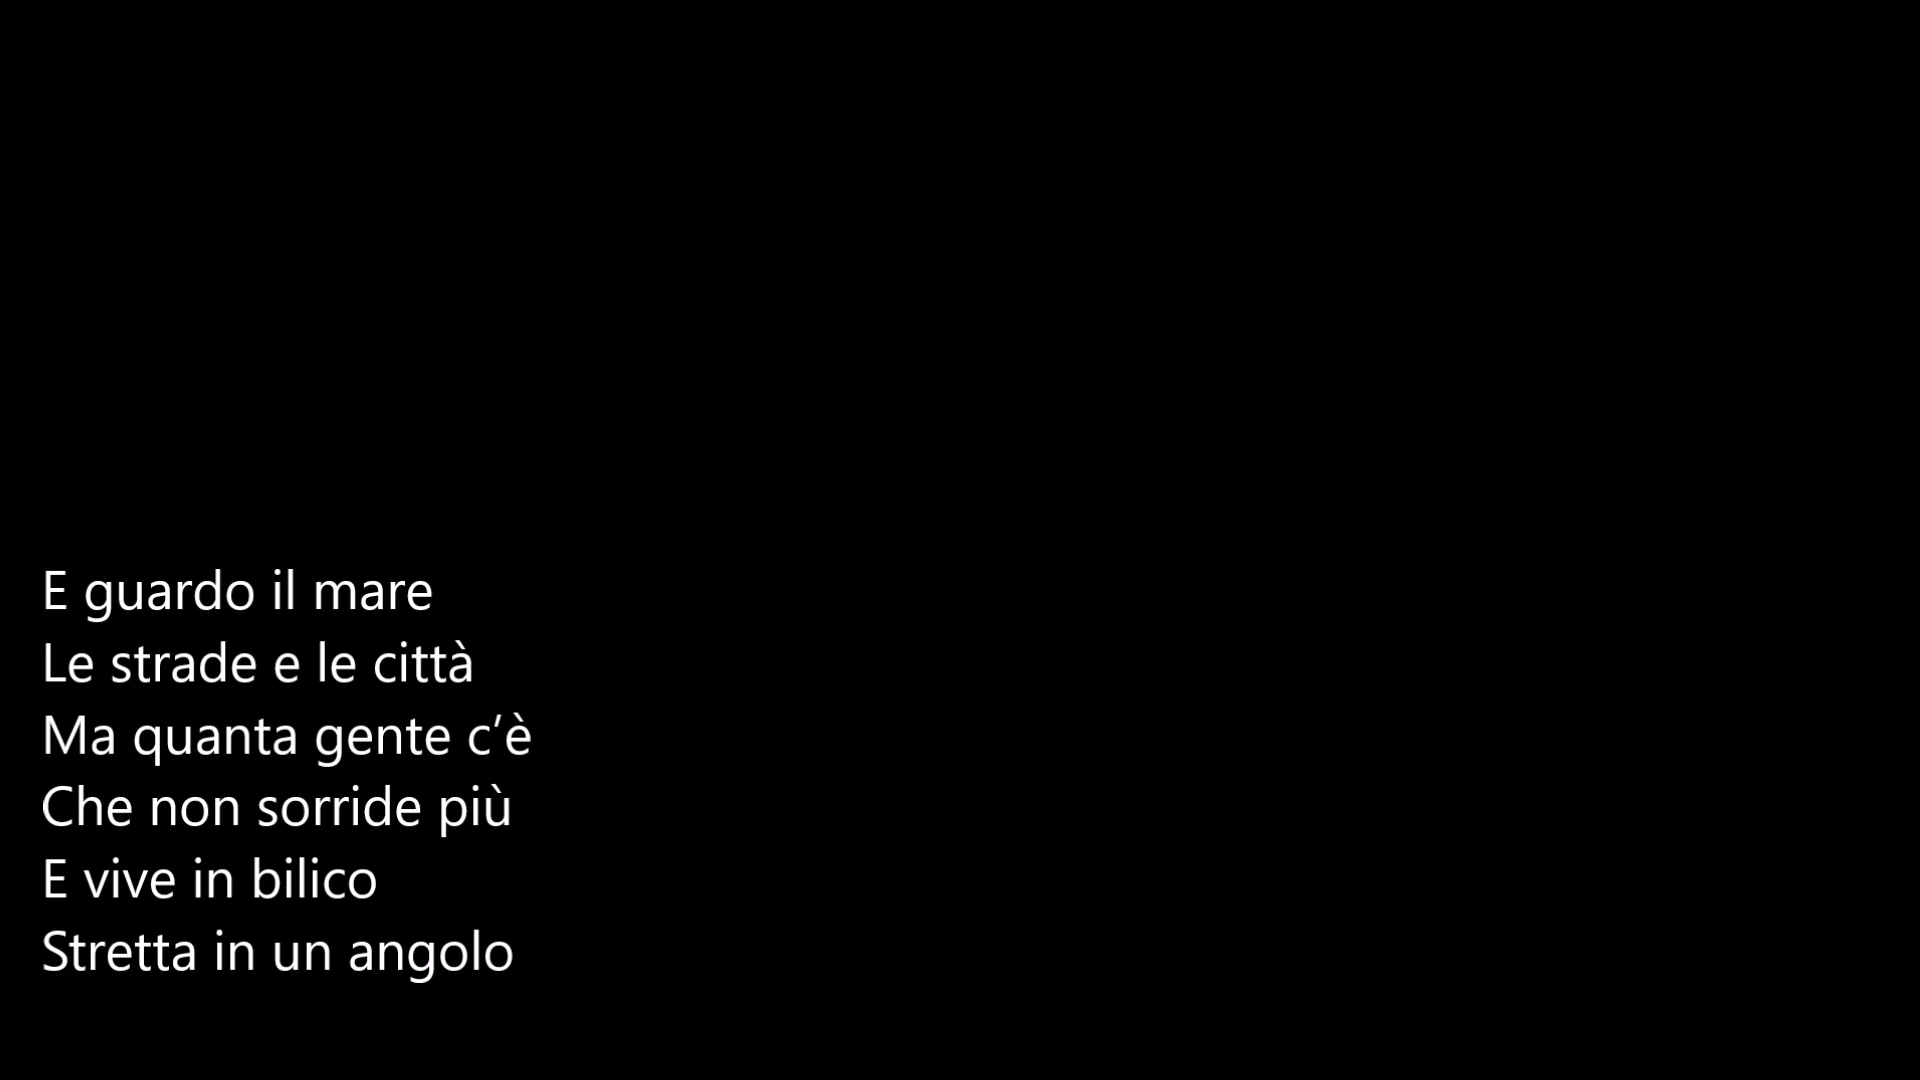 E guardo il mare
Le strade e le città
Ma quanta gente c’è
Che non sorride più
E vive in bilico
Stretta in un angolo